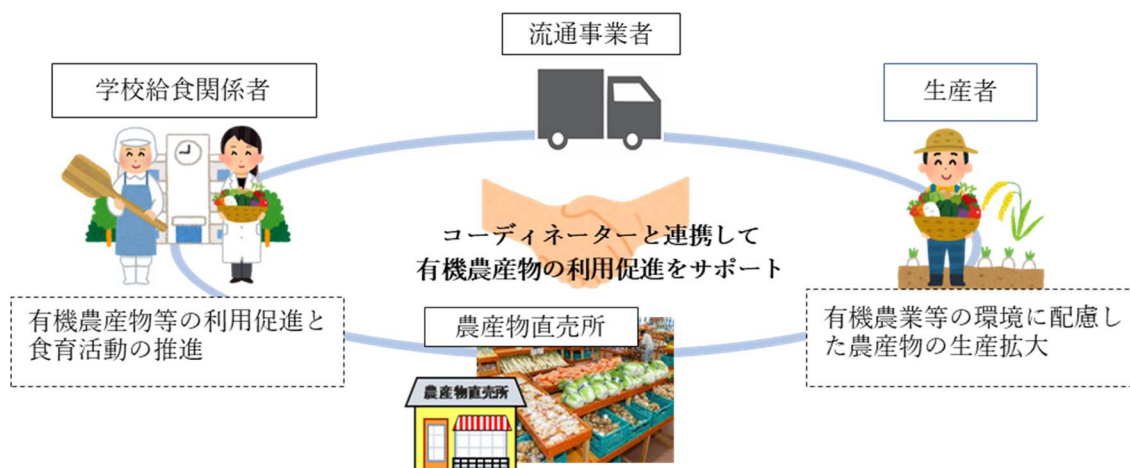 流通事業者
学校給食関係者
生産者
コーディネーターと連携して
有機農産物の利用促進をサポート
有機農産物等の利用促進と
食育活動の推進
農産物直売所
有機農業等の環境に配慮し
た農産物の生産拡大
農産物直売所